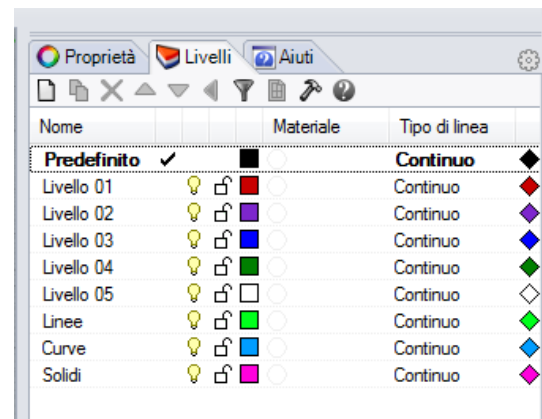 Proprietà Livelli Aiuti
Nome Materiale Tipo di linea
Predefinito Continuo
Livello 01 Continuo
Livello 02 Continuo
Livello 03 Continuo
Livello 04 Continuo
Livello 05 Continuo
Linee Continuo
Curve Continuo
Solidi Continuo